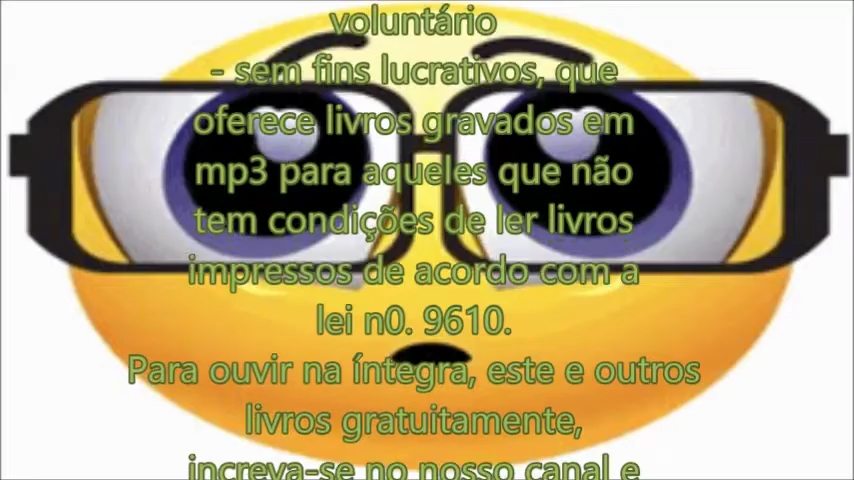 voluntário
- sem fins lucrativos, que
oferece livros gravados em
mp3 para aqueles que não
tem condições de ler livros
impressos de acordo com a
lei n0. 9610.
Para ouvir na íntegra, este e outros
livros gratuitamente,
increva-se no nosso canal e